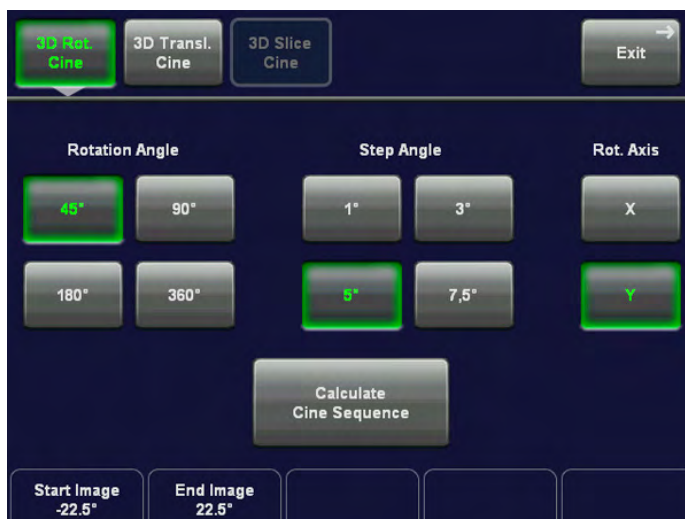 3D Rot.
Cine
3D Transl.
Cine
3D Slice
Cine
Exit
Rotation Angle
Step Angle
Rot. Axis
45°
90°
1°
3°
X
180°
360°
5°
7,5°
Y
Calculate
Cine Sequence
Start Image
-22.5°
End Image
22.5°